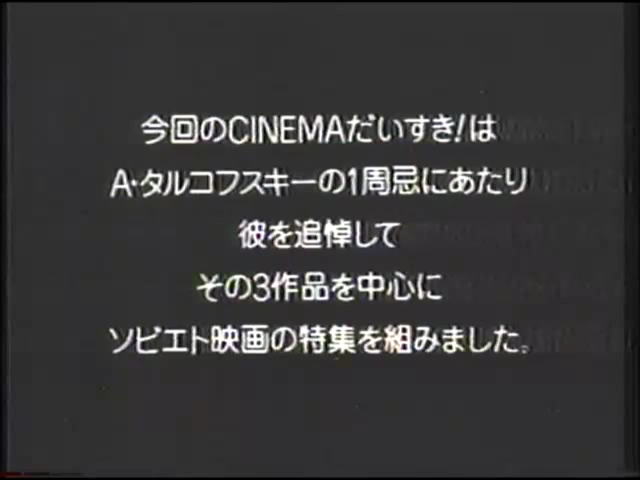 今回のCINEMAだいすき!は
A・タルコフスキーの1周忌にあたり
彼を追悼して
その3作品を中心に
ソビエト映画の特集を組みました。